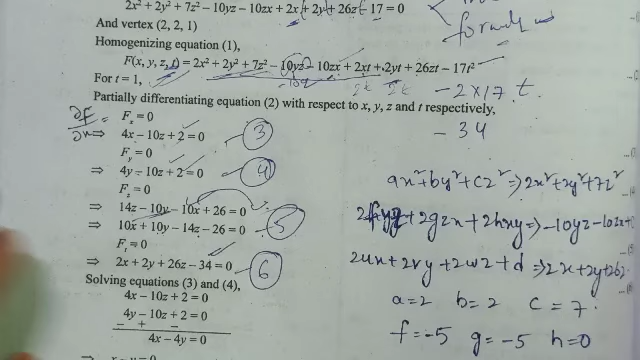 2x² + 2y² + 7z² − 10yz − 10zx + 2x + 2y + 26z − 17 = 0
And vertex (2, 2, 1)
Homogenizing equation (1),
F(x, y, z, t) = 2x² + 2y² + 7z² − 10yz − 10zx + 2xt + 2yt + 26zt − 17t²
For t = 1,
− 2×17.t.
Partially differentiating equation (2) with respect to x, y, z and t respectively,
− 34
∂F/∂x = Fₓ = 0
⇒ 4x − 10z + 2 = 0 (3)
Fᵧ = 0
⇒ 4y − 10z + 2 = 0 (4)
F_z = 0
⇒ 14z − 10y − 10x + 26 = 0
⇒ 10x + 10y − 14z − 26 = 0 (5)
Fₜ = 0
⇒ 2x + 2y + 26z − 34 = 0 (6)
Solving equations (3) and (4),
4x − 10z + 2 = 0
4y − 10z + 2 = 0
− + −
4x − 4y = 0
ax²+by²+cz² ⇒ 2x²+2y²+7z²
2fyz+2gzx+2hxy ⇒ −10yz−10zx
2ux+2vy+2wz+d ⇒ 2x+2y+26z
a=2 b=2 c=7
f=−5 g=−5 h=0